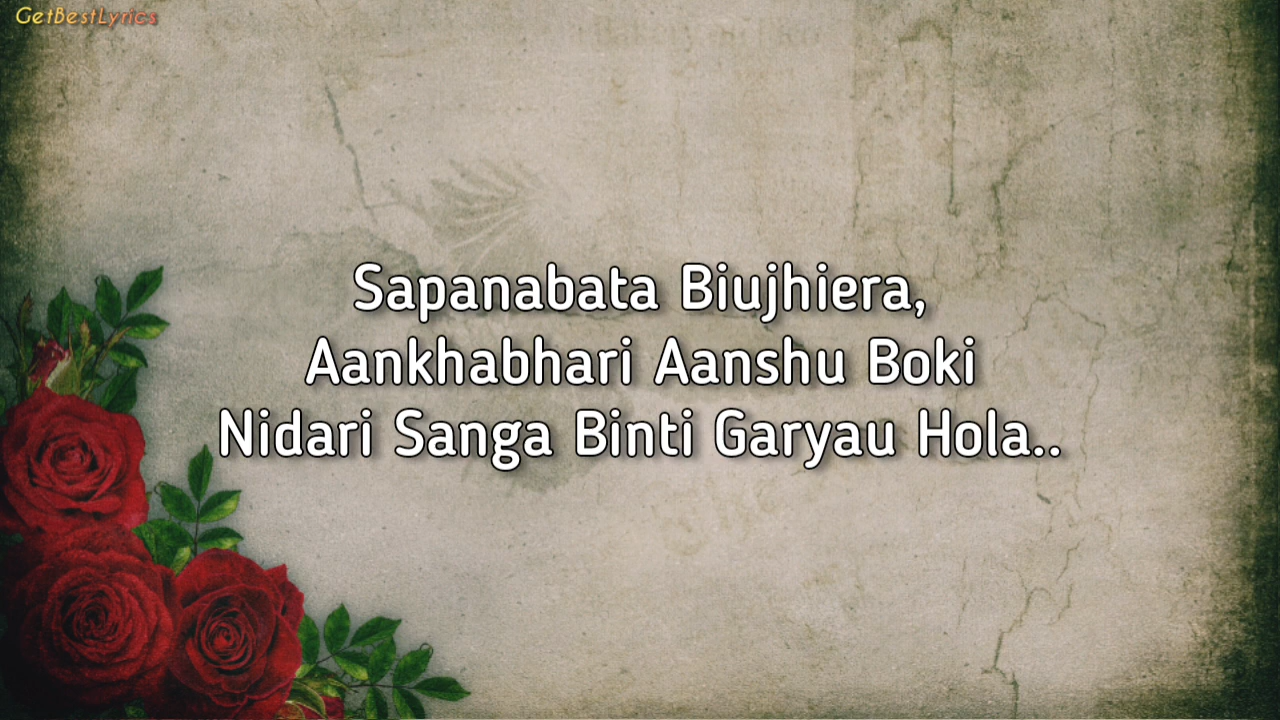 GetBestLyrics
Sapanabata Biujhiera,
Aankhabhari Aanshu Boki
Nidari Sanga Binti Garyau Hola..